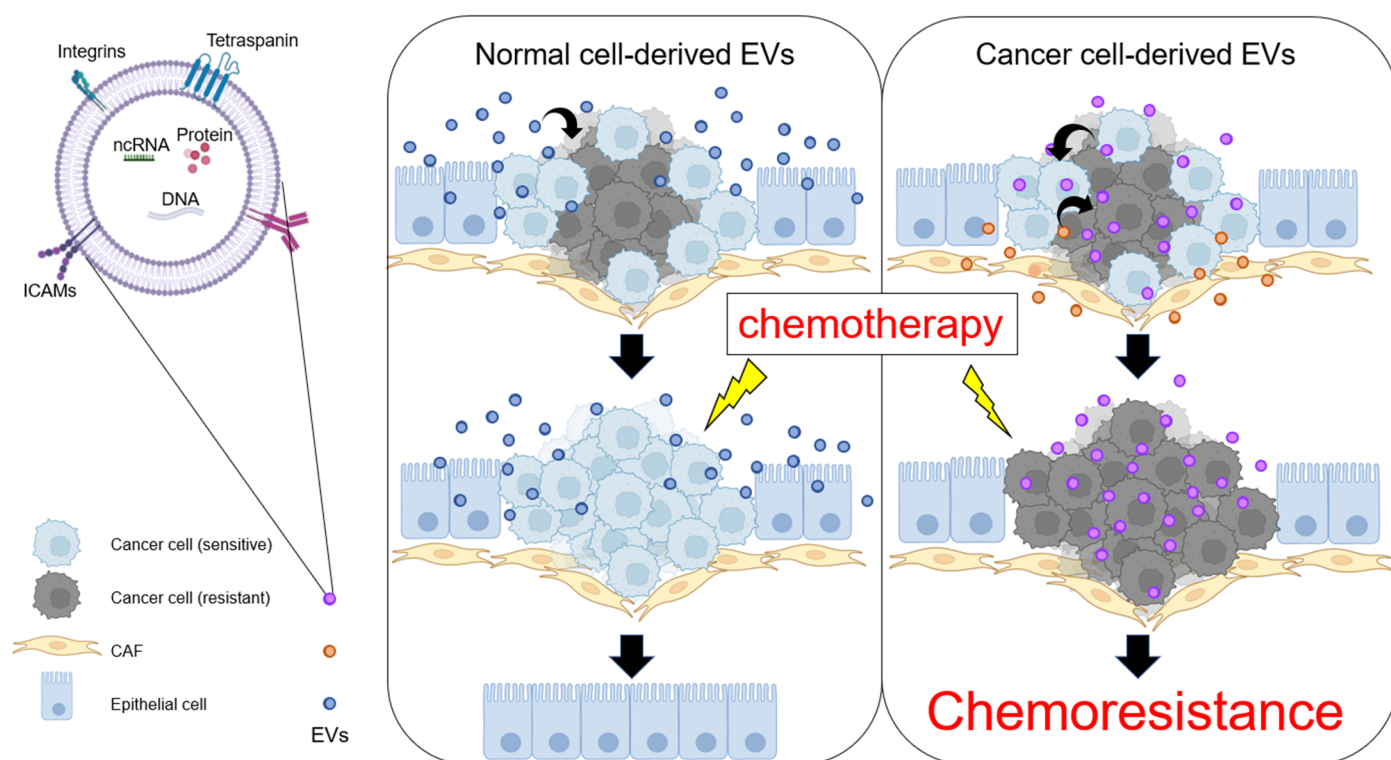 Integrins
Tetraspanin
ncRNA
Protein
DNA
ICAMs
Cancer cell (sensitive)
Cancer cell (resistant)
CAF
Epithelial cell
EVs
Normal cell-derived EVs
Cancer cell-derived EVs
chemotherapy
Chemoresistance